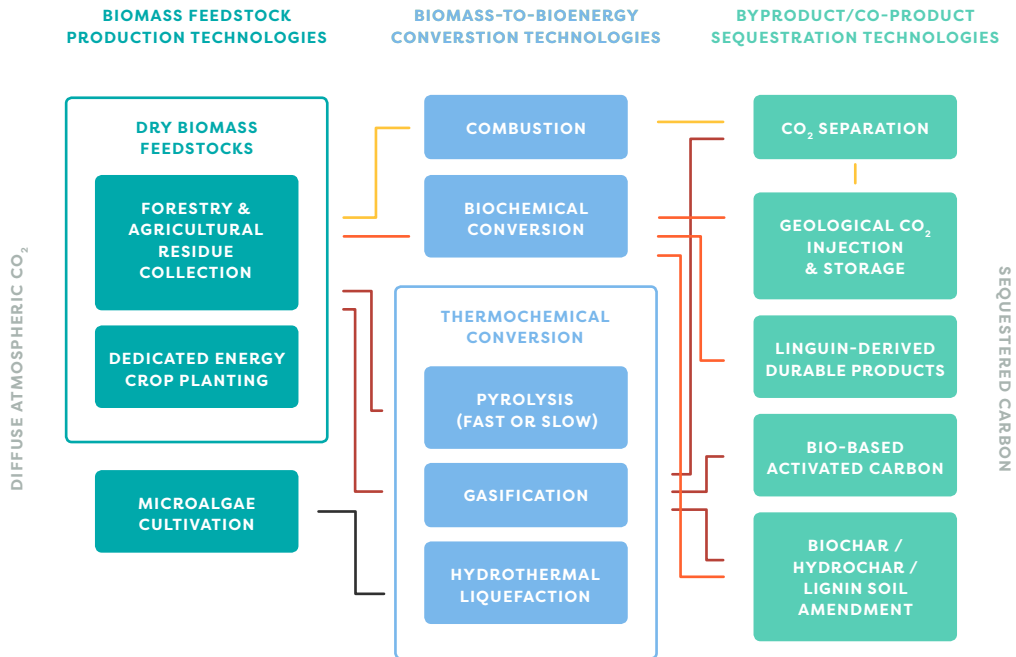 BIOMASS FEEDSTOCK
PRODUCTION TECHNOLOGIES
BIOMASS-TO-BIOENERGY
CONVERSTION TECHNOLOGIES
BYPRODUCT/CO-PRODUCT
SEQUESTRATION TECHNOLOGIES
DIFFUSE ATMOSPHERIC CO₂
DRY BIOMASS
FEEDSTOCKS
FORESTRY &
AGRICULTURAL
RESIDUE
COLLECTION
DEDICATED ENERGY
CROP PLANTING
MICROALGAE
CULTIVATION
COMBUSTION
BIOCHEMICAL
CONVERSION
THERMOCHEMICAL
CONVERSION
PYROLYSIS
(FAST OR SLOW)
GASIFICATION
HYDROTHERMAL
LIQUEFACTION
CO₂ SEPARATION
GEOLOGICAL CO₂
INJECTION
& STORAGE
LINGUIN-DERIVED
DURABLE PRODUCTS
BIO-BASED
ACTIVATED CARBON
BIOCHAR /
HYDROCHAR /
LIGNIN SOIL
AMENDMENT
SEQUESTERED CARBON